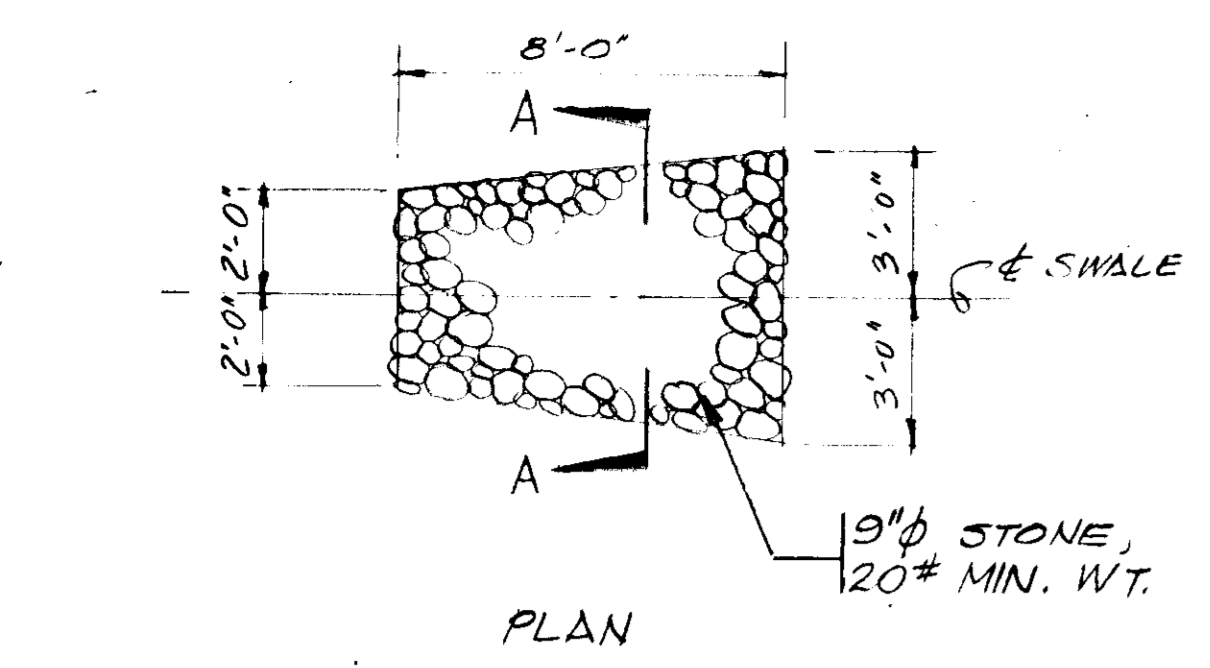 8'-0"
A
2'-0"
2'-0"
3'-0"
3'-0"
℄ SWALE
A
9"φ STONE,
20# MIN. WT.
PLAN